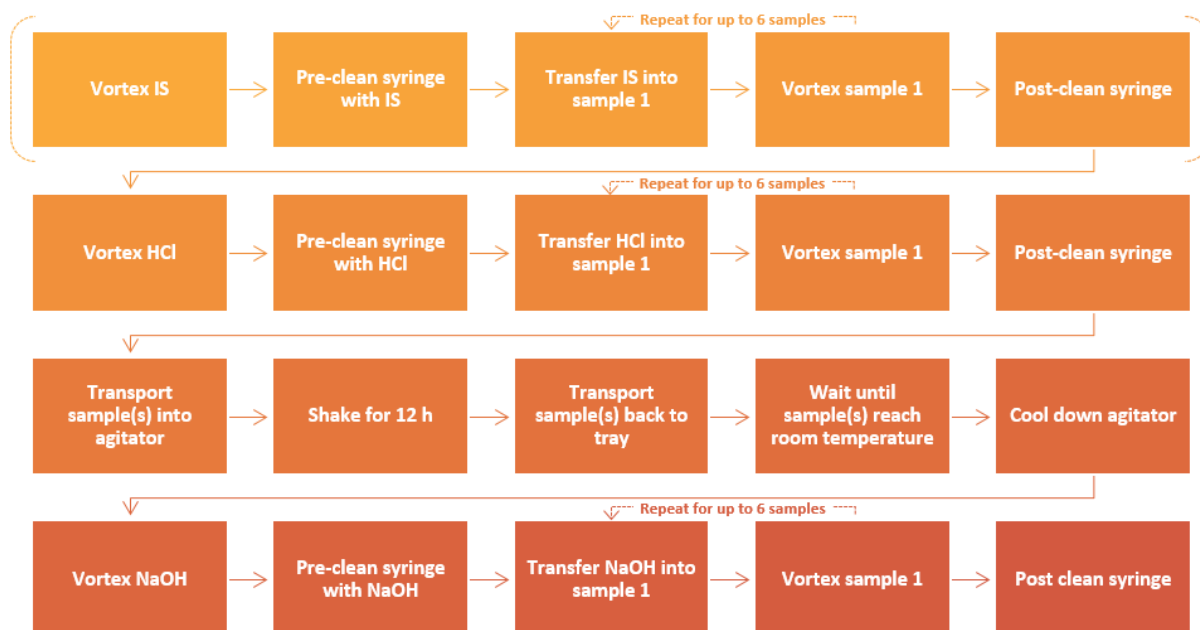 Repeat for up to 6 samples
Vortex IS
Pre-clean syringe
with IS
Transfer IS into
sample 1
Vortex sample 1
Post-clean syringe
Repeat for up to 6 samples
Vortex HCl
Pre-clean syringe
with HCl
Transfer HCl into
sample 1
Vortex sample 1
Post-clean syringe
Transport
sample(s) into
agitator
Shake for 12 h
Transport
sample(s) back to
tray
Wait until
sample(s) reach
room temperature
Cool down agitator
Repeat for up to 6 samples
Vortex NaOH
Pre-clean syringe
with NaOH
Transfer NaOH into
sample 1
Vortex sample 1
Post clean syringe